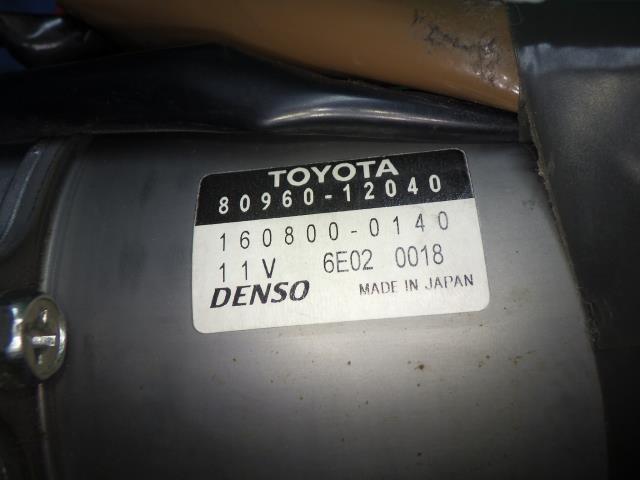 TOYOTA
80960-12040
160800-0140
11V 6E02 0018
DENSO MADE IN JAPAN